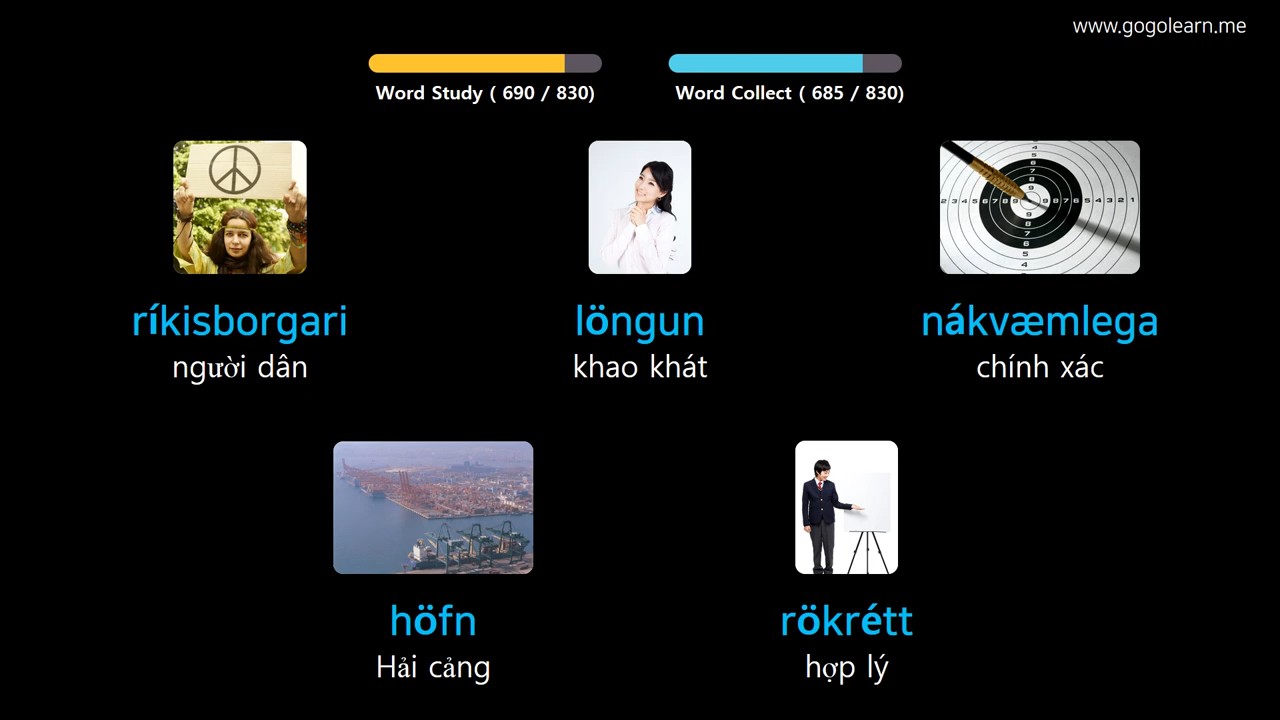 www.gogolearn.me
Word Study ( 690 / 830)
Word Collect ( 685 / 830)
ríkisborgari
người dân
löngun
khao khát
nákvæmlega
chính xác
höfn
Hải cảng
rökrétt
hợp lý